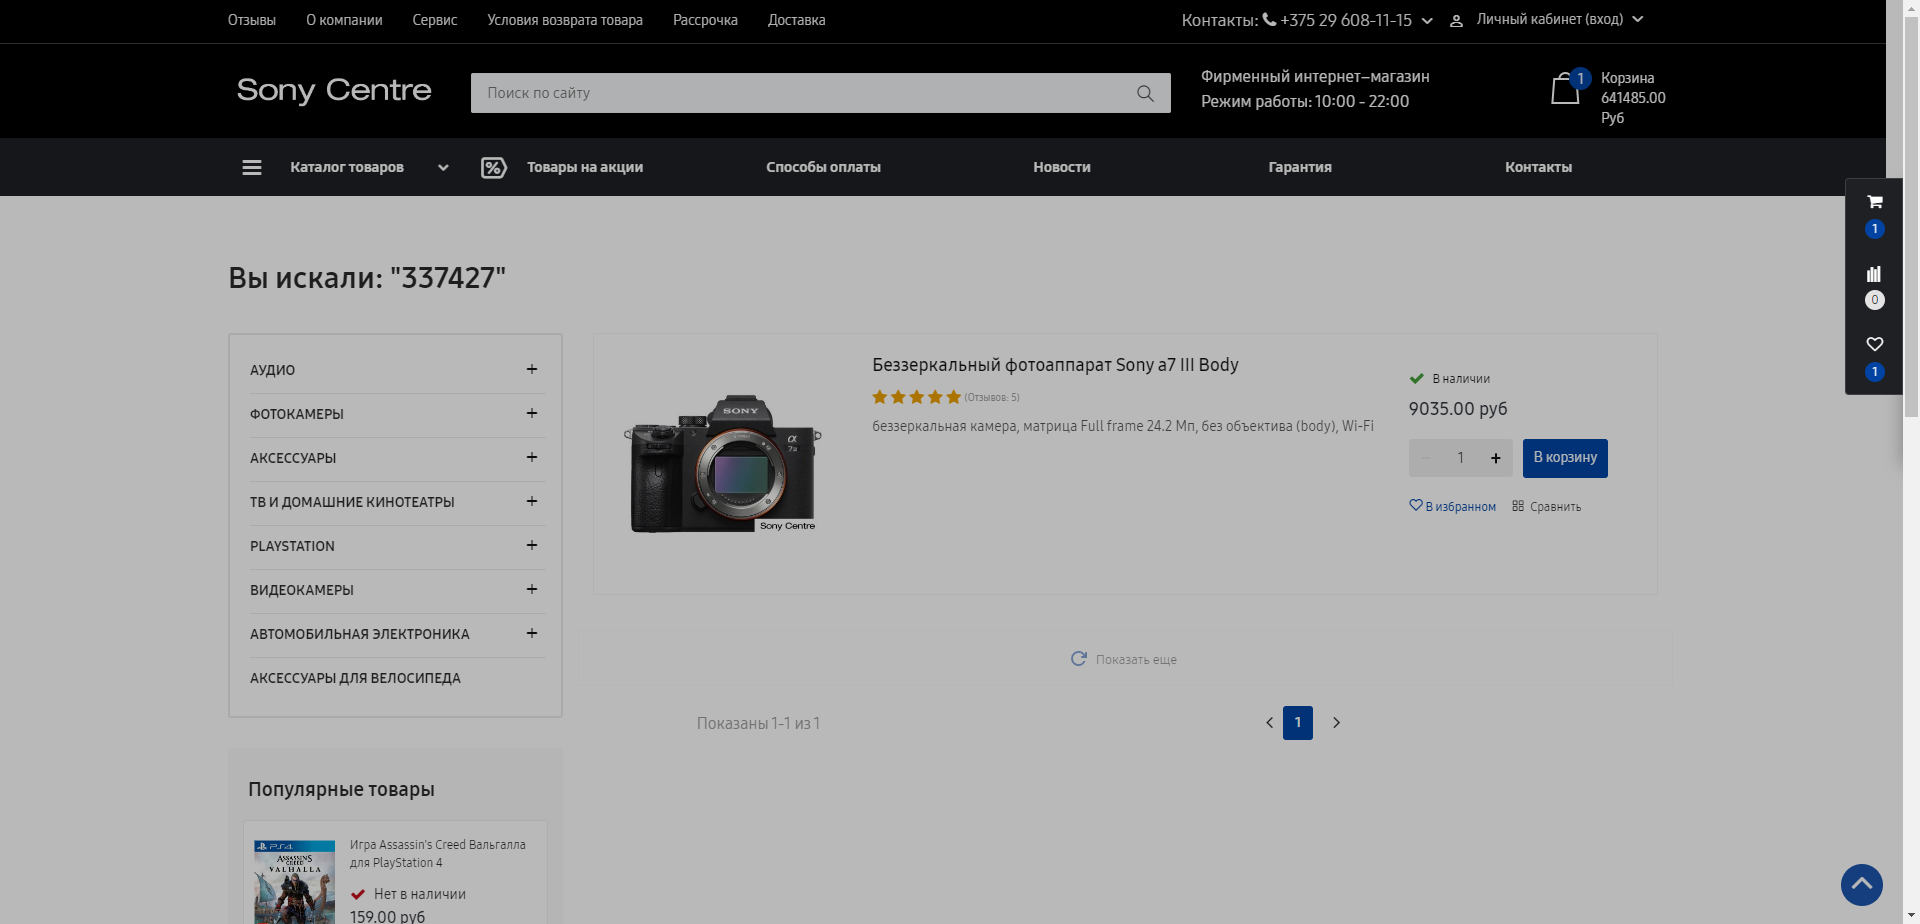 Отзывы О компании Сервис Условия возврата товара Рассрочка Доставка Контакты: +375 29 608-11-15 Личный кабинет (вход)
Sony Centre
Поиск по сайту
Фирменный интернет–магазин
Режим работы: 10:00 - 22:00
1
Корзина
641485.00
Руб
Каталог товаров Товары на акции Способы оплаты Новости Гарантия Контакты
1
0
1
Вы искали: "337427"
АУДИО
ФОТОКАМЕРЫ
АКСЕССУАРЫ
ТВ И ДОМАШНИЕ КИНОТЕАТРЫ
PLAYSTATION
ВИДЕОКАМЕРЫ
АВТОМОБИЛЬНАЯ ЭЛЕКТРОНИКА
АКСЕССУАРЫ ДЛЯ ВЕЛОСИПЕДА
SONY
α
Sony Centre
Беззеркальный фотоаппарат Sony a7 III Body
(Отзывов: 5)
беззеркальная камера, матрица Full frame 24.2 Мп, без объектива (body), Wi-Fi
В наличии
9035.00 руб
− 1 + В корзину
В избранном Сравнить
Показать еще
Показаны 1-1 из 1
1
Популярные товары
PS4
ASSASSIN'S
CREED
VALHALLA
Игра Assassin's Creed Вальгалла
для PlayStation 4
Нет в наличии
159.00 руб